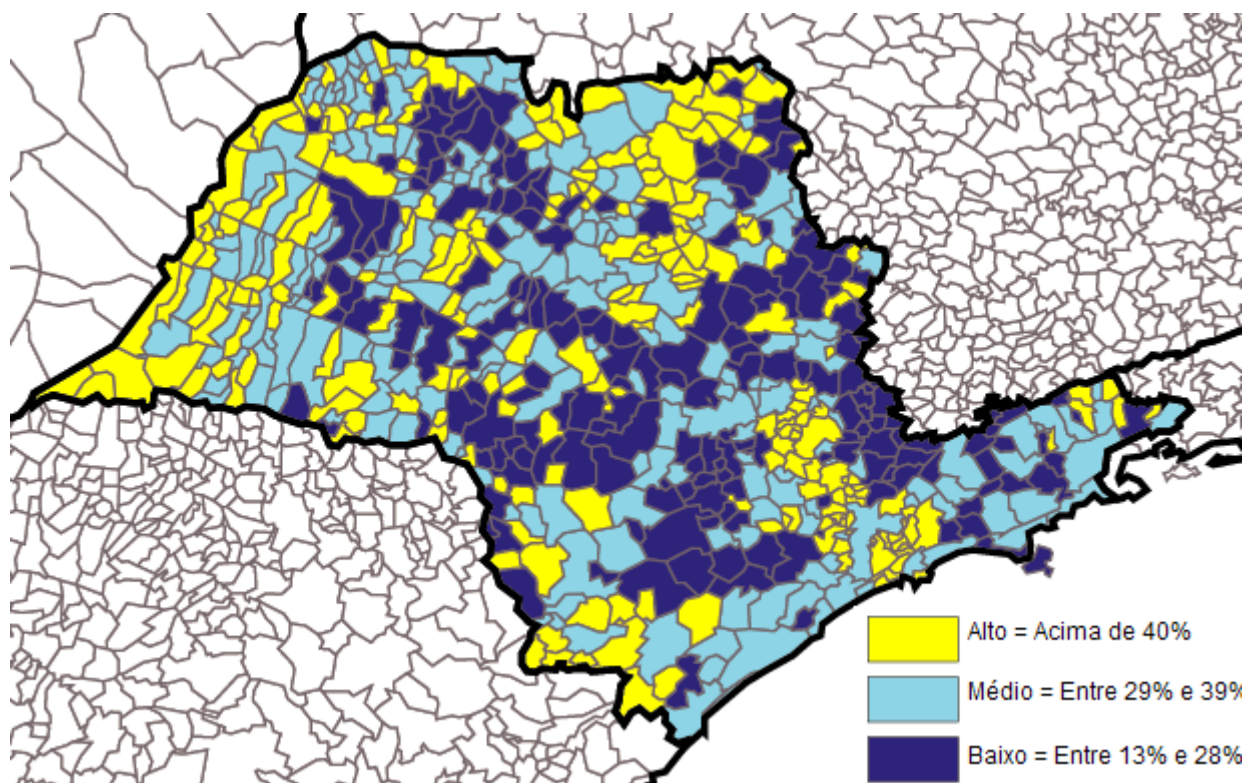 Alto = Acima de 40%
Médio = Entre 29% e 39%
Baixo = Entre 13% e 28%